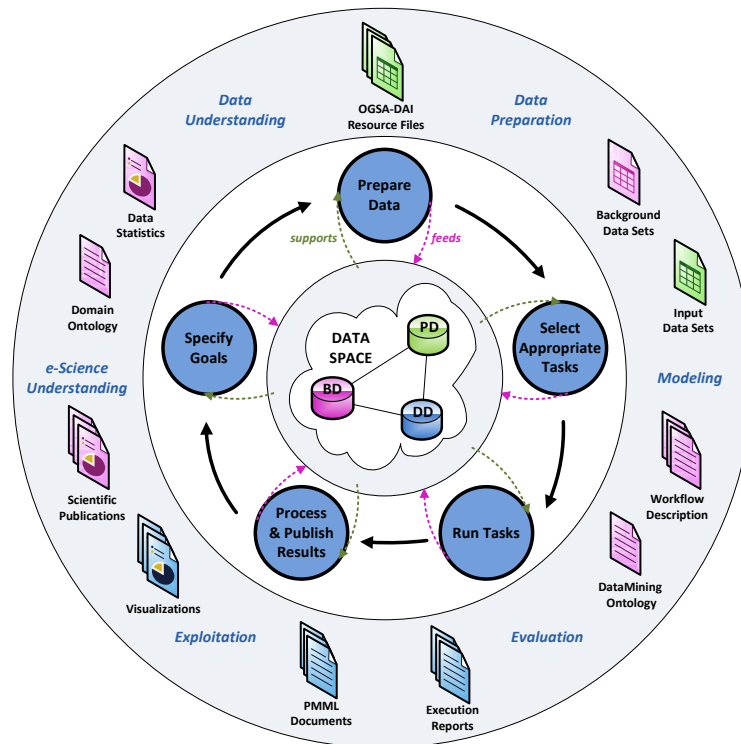 OGSA-DAI
Resource Files
Data
Understanding
Data
Preparation
Data
Statistics
Background
Data Sets
Domain
Ontology
Input
Data Sets
e-Science
Understanding
Modeling
Scientific
Publications
Workflow
Description
Visualizations
DataMining
Ontology
Exploitation
Evaluation
PMML
Documents
Execution
Reports
Prepare
Data
supports
feeds
Specify
Goals
Select
Appropriate
Tasks
Process
& Publish
Results
Run Tasks
DATA
SPACE
PD
BD
DD